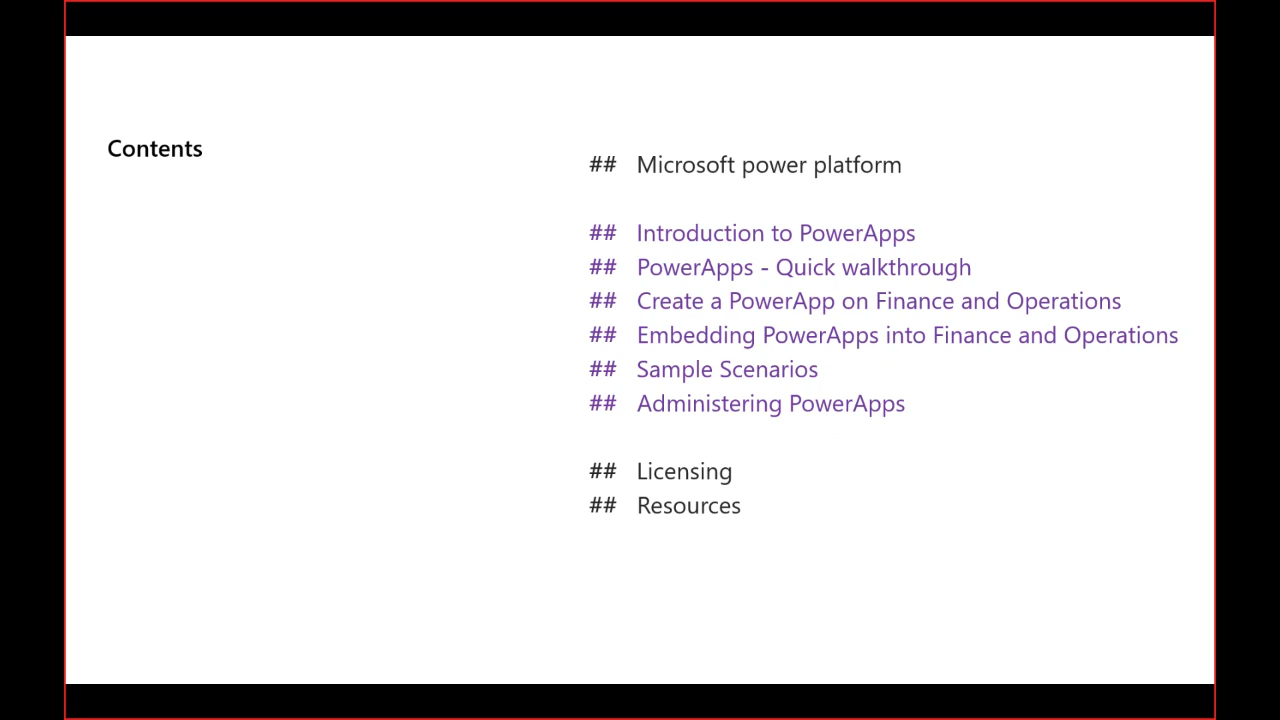 Contents
## Microsoft power platform
## Introduction to PowerApps
## PowerApps - Quick walkthrough
## Create a PowerApp on Finance and Operations
## Embedding PowerApps into Finance and Operations
## Sample Scenarios
## Administering PowerApps
## Licensing
## Resources